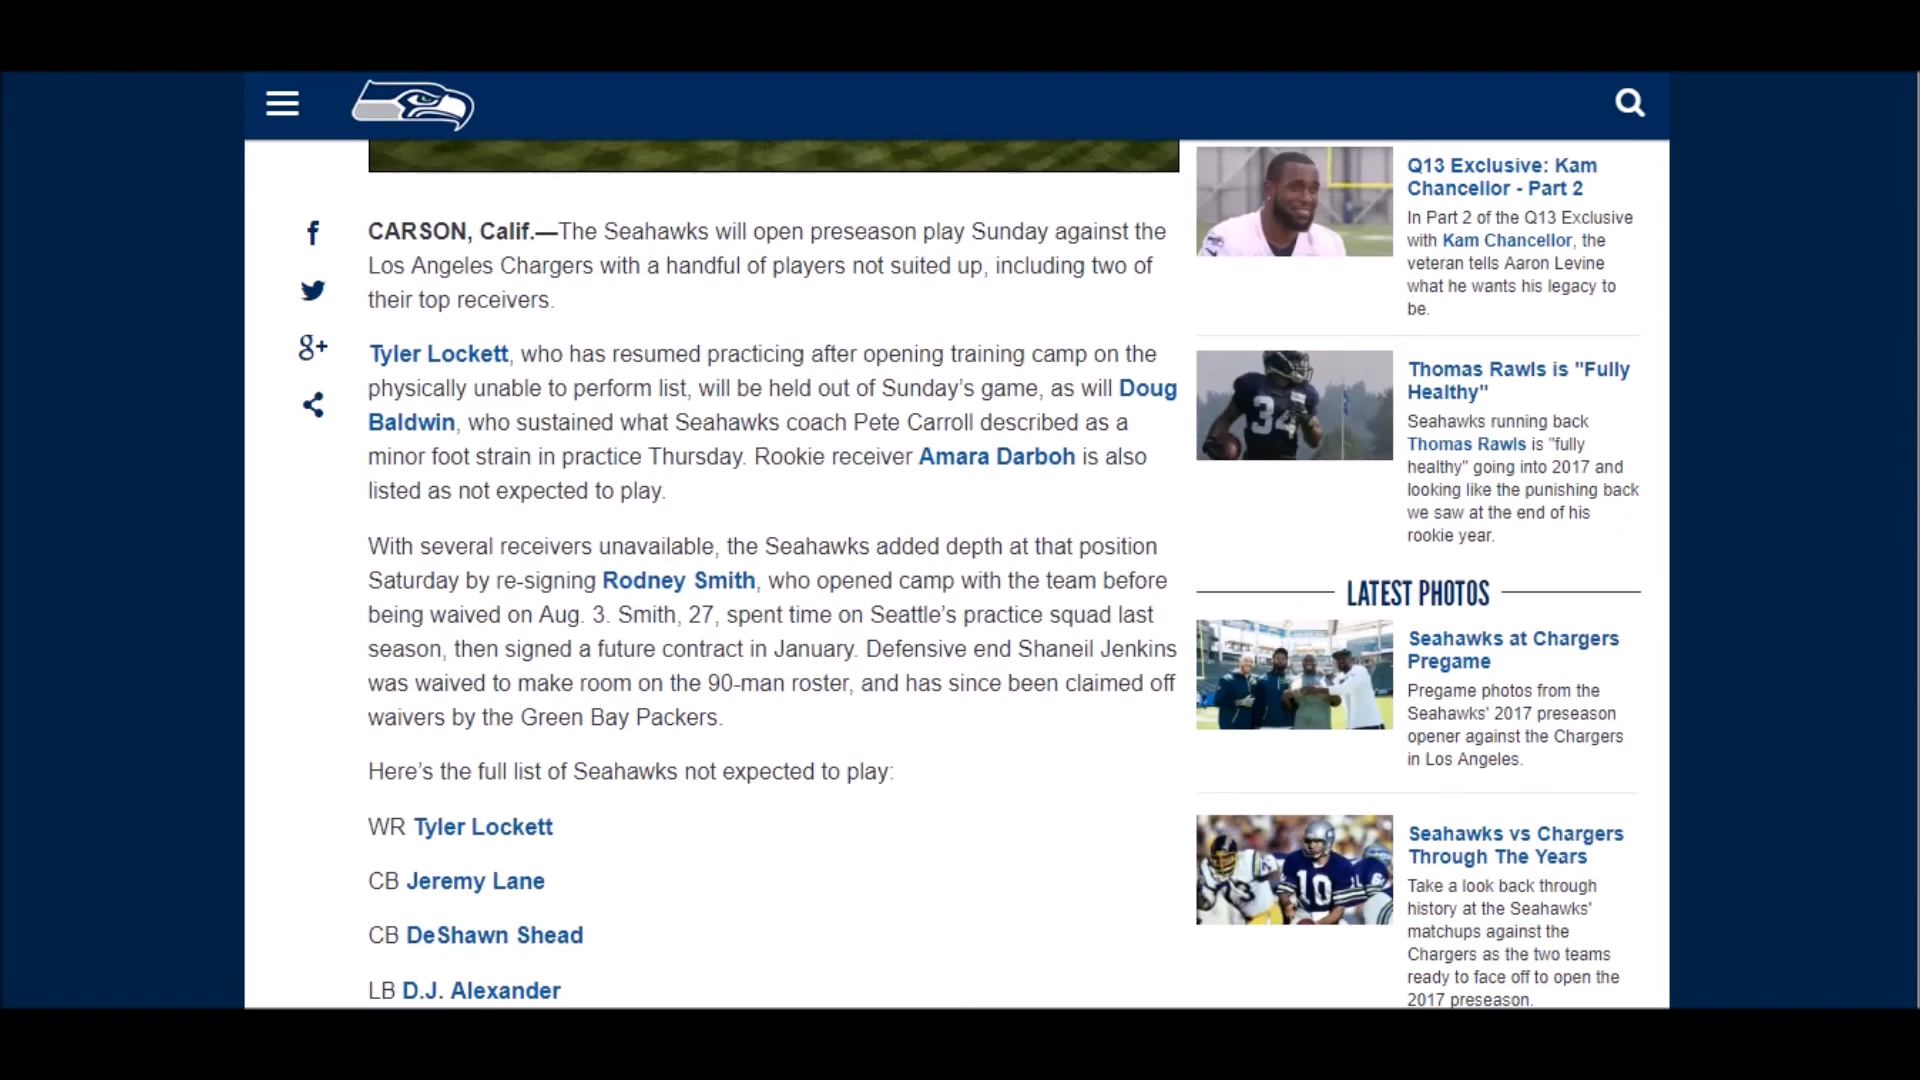 CARSON, Calif.—The Seahawks will open preseason play Sunday against the
Los Angeles Chargers with a handful of players not suited up, including two of
their top receivers.
Tyler Lockett, who has resumed practicing after opening training camp on the
physically unable to perform list, will be held out of Sunday's game, as will Doug
Baldwin, who sustained what Seahawks coach Pete Carroll described as a
minor foot strain in practice Thursday. Rookie receiver Amara Darboh is also
listed as not expected to play.
With several receivers unavailable, the Seahawks added depth at that position
Saturday by re-signing Rodney Smith, who opened camp with the team before
being waived on Aug. 3. Smith, 27, spent time on Seattle's practice squad last
season, then signed a future contract in January. Defensive end Shaneil Jenkins
was waived to make room on the 90-man roster, and has since been claimed off
waivers by the Green Bay Packers.
Here's the full list of Seahawks not expected to play:
WR Tyler Lockett
CB Jeremy Lane
CB DeShawn Shead
LB D.J. Alexander
Q13 Exclusive: Kam
Chancellor - Part 2
In Part 2 of the Q13 Exclusive
with Kam Chancellor, the
veteran tells Aaron Levine
what he wants his legacy to
be.
Thomas Rawls is "Fully
Healthy"
Seahawks running back
Thomas Rawls is "fully
healthy" going into 2017 and
looking like the punishing back
we saw at the end of his
rookie year.
34
LATEST PHOTOS
Seahawks at Chargers
Pregame
Pregame photos from the
Seahawks' 2017 preseason
opener against the Chargers
in Los Angeles.
Seahawks vs Chargers
Through The Years
Take a look back through
history at the Seahawks'
matchups against the
Chargers as the two teams
ready to face off to open the
2017 preseason.
10